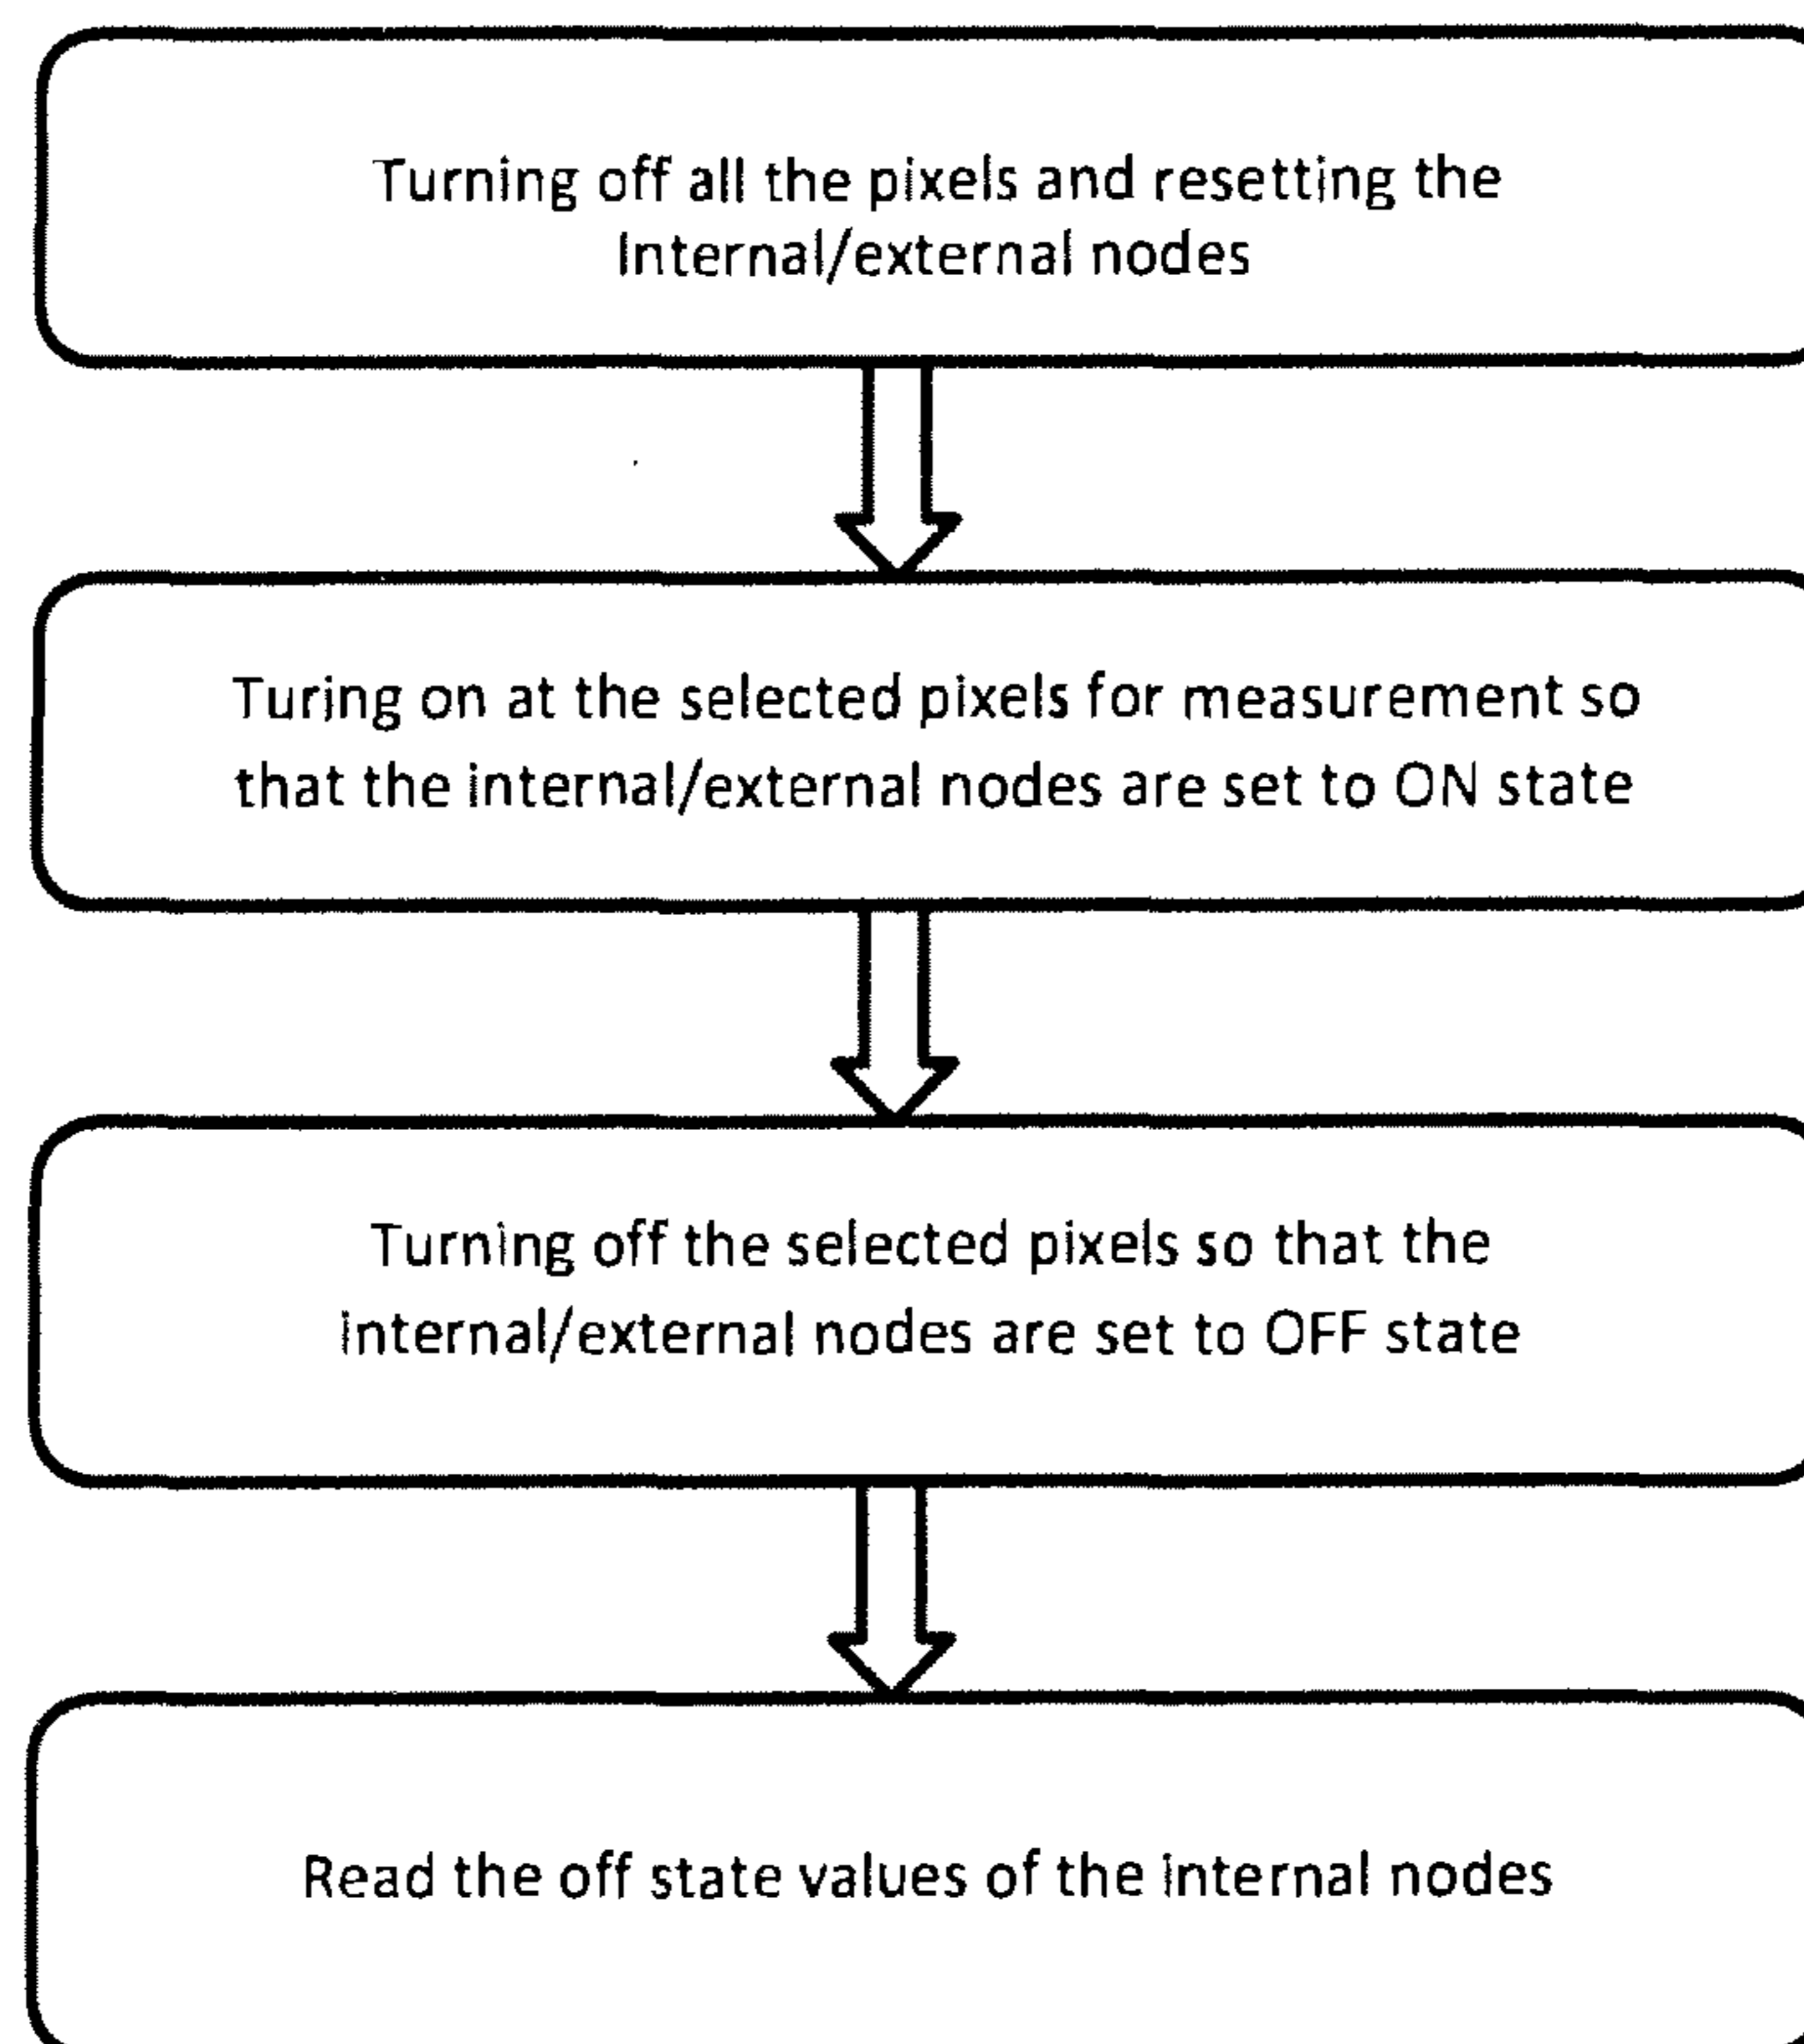 Turning off all the pixels and resetting the
Internal/external nodes
Turing on at the selected pixels for measurement so
that the internal/external nodes are set to ON state
Turning off the selected pixels so that the
internal/external nodes are set to OFF state
Read the off state values of the internal nodes